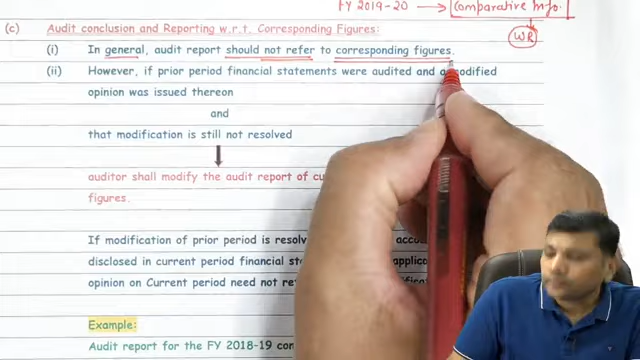 FY 2019-20 → Comparative Info.
WR
(c) Audit conclusion and Reporting w.r.t. Corresponding Figures:
(i) In general, audit report should not refer to corresponding figures.
(ii) However, if prior period financial statements were audited and a modified
opinion was issued thereon
and
that modification is still not resolved
auditor shall modify the audit report of
figures.
If modification of prior period is
disclosed in current period financial
opinion on Current period need not
Example:
Audit report for the FY 2018-19